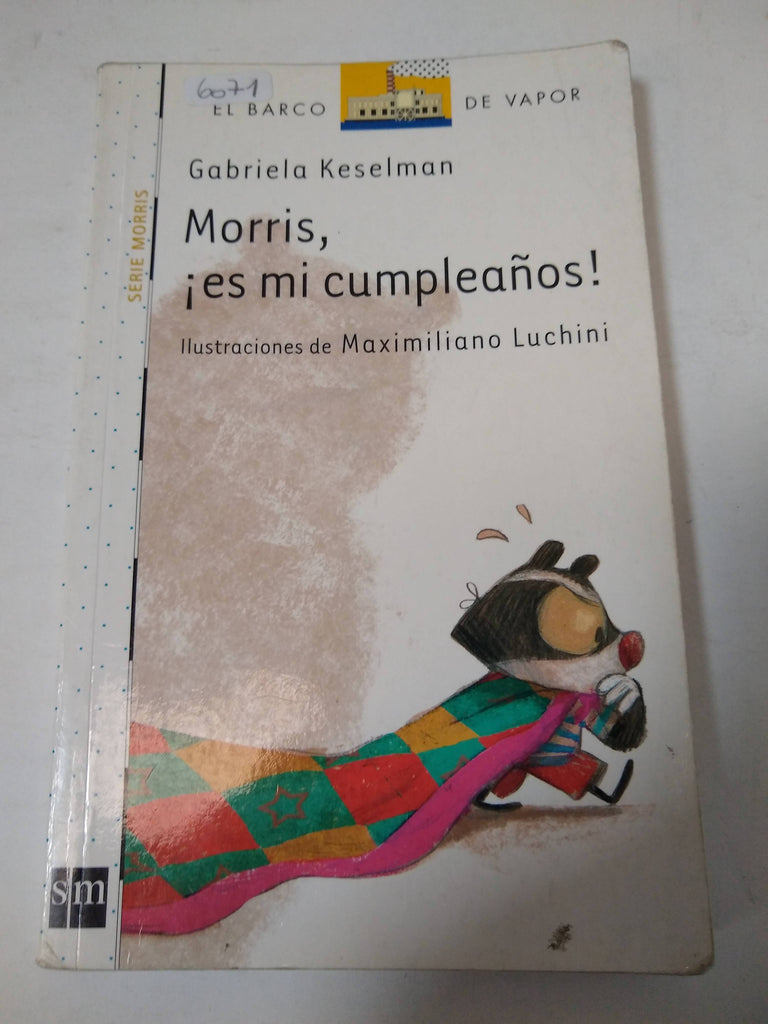 6071
EL BARCO DE VAPOR
Gabriela Keselman
Morris,
¡es mi cumpleaños!
Ilustraciones de Maximiliano Luchini
SERIE MORRIS
sm